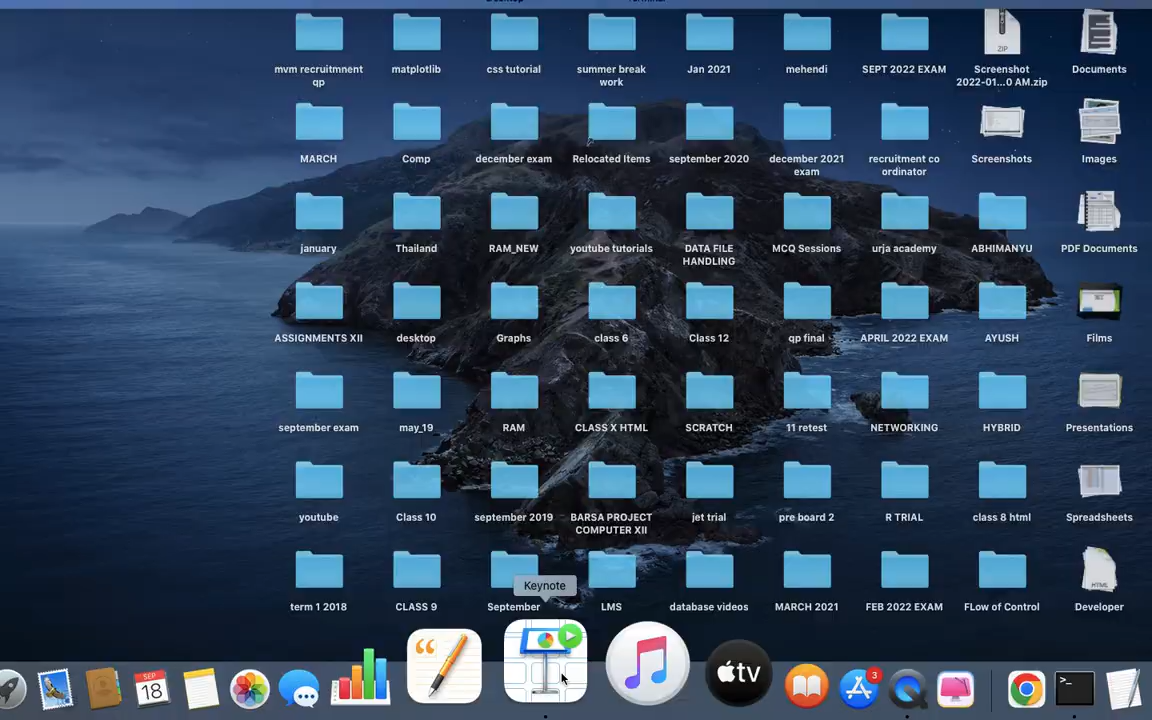 mvm recruitmnent
qp
matplotlib
css tutorial
summer break
work
Jan 2021
mehendi
SEPT 2022 EXAM
ZIP
Screenshot
2022-01...0 AM.zip
Documents
MARCH
Comp
december exam
Relocated Items
september 2020
december 2021
exam
recruitment co
ordinator
Screenshots
Images
january
Thailand
RAM_NEW
youtube tutorials
DATA FILE
HANDLING
MCQ Sessions
urja academy
ABHIMANYU
PDF Documents
ASSIGNMENTS XII
desktop
Graphs
class 6
Class 12
qp final
APRIL 2022 EXAM
AYUSH
Films
september exam
may_19
RAM
CLASS X HTML
SCRATCH
11 retest
NETWORKING
HYBRID
Presentations
youtube
Class 10
september 2019
BARSA PROJECT
COMPUTER XII
jet trial
pre board 2
R TRIAL
class 8 html
Spreadsheets
Keynote
HTML
term 1 2018
CLASS 9
September
LMS
database videos
MARCH 2021
FEB 2022 EXAM
FLow of Control
Developer
SEP
18
tv
3
>_